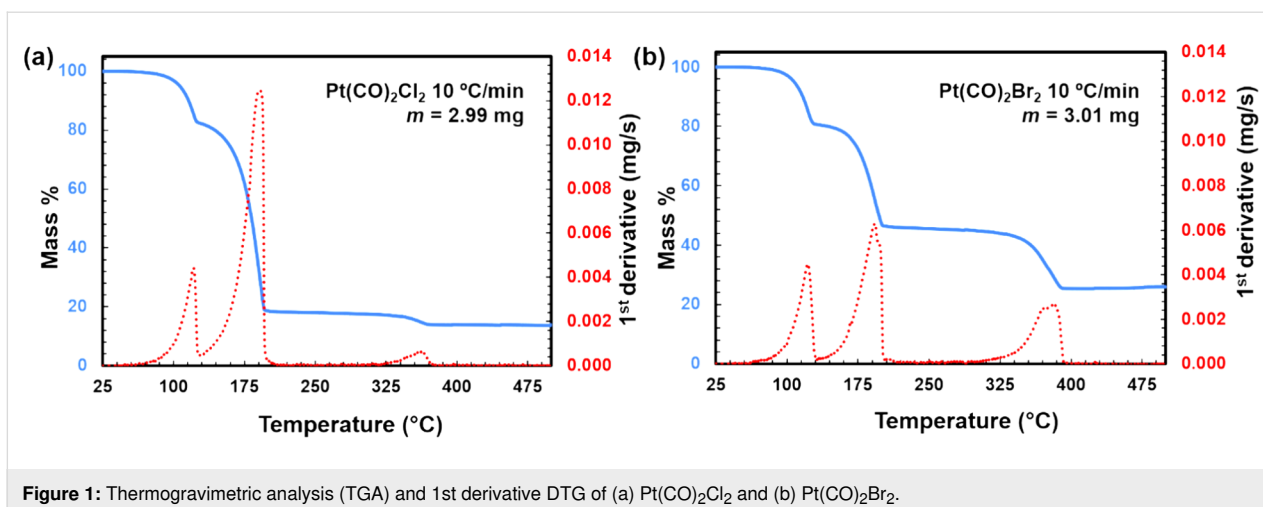 (a)
Pt(CO)₂Cl₂ 10 ºC/min
m = 2.99 mg
Mass %
100
80
60
40
20
0
25 100 175 250 325 400 475
Temperature (°C)
0.014
0.012
0.010
0.008
0.006
0.004
0.002
0.000
1st derivative (mg/s)
(b)
Pt(CO)₂Br₂ 10 ºC/min
m = 3.01 mg
Mass %
100
80
60
40
20
0
25 100 175 250 325 400 475
Temperature (°C)
0.014
0.012
0.010
0.008
0.006
0.004
0.002
0.000
1st derivative (mg/s)
Figure 1: Thermogravimetric analysis (TGA) and 1st derivative DTG of (a) Pt(CO)₂Cl₂ and (b) Pt(CO)₂Br₂.